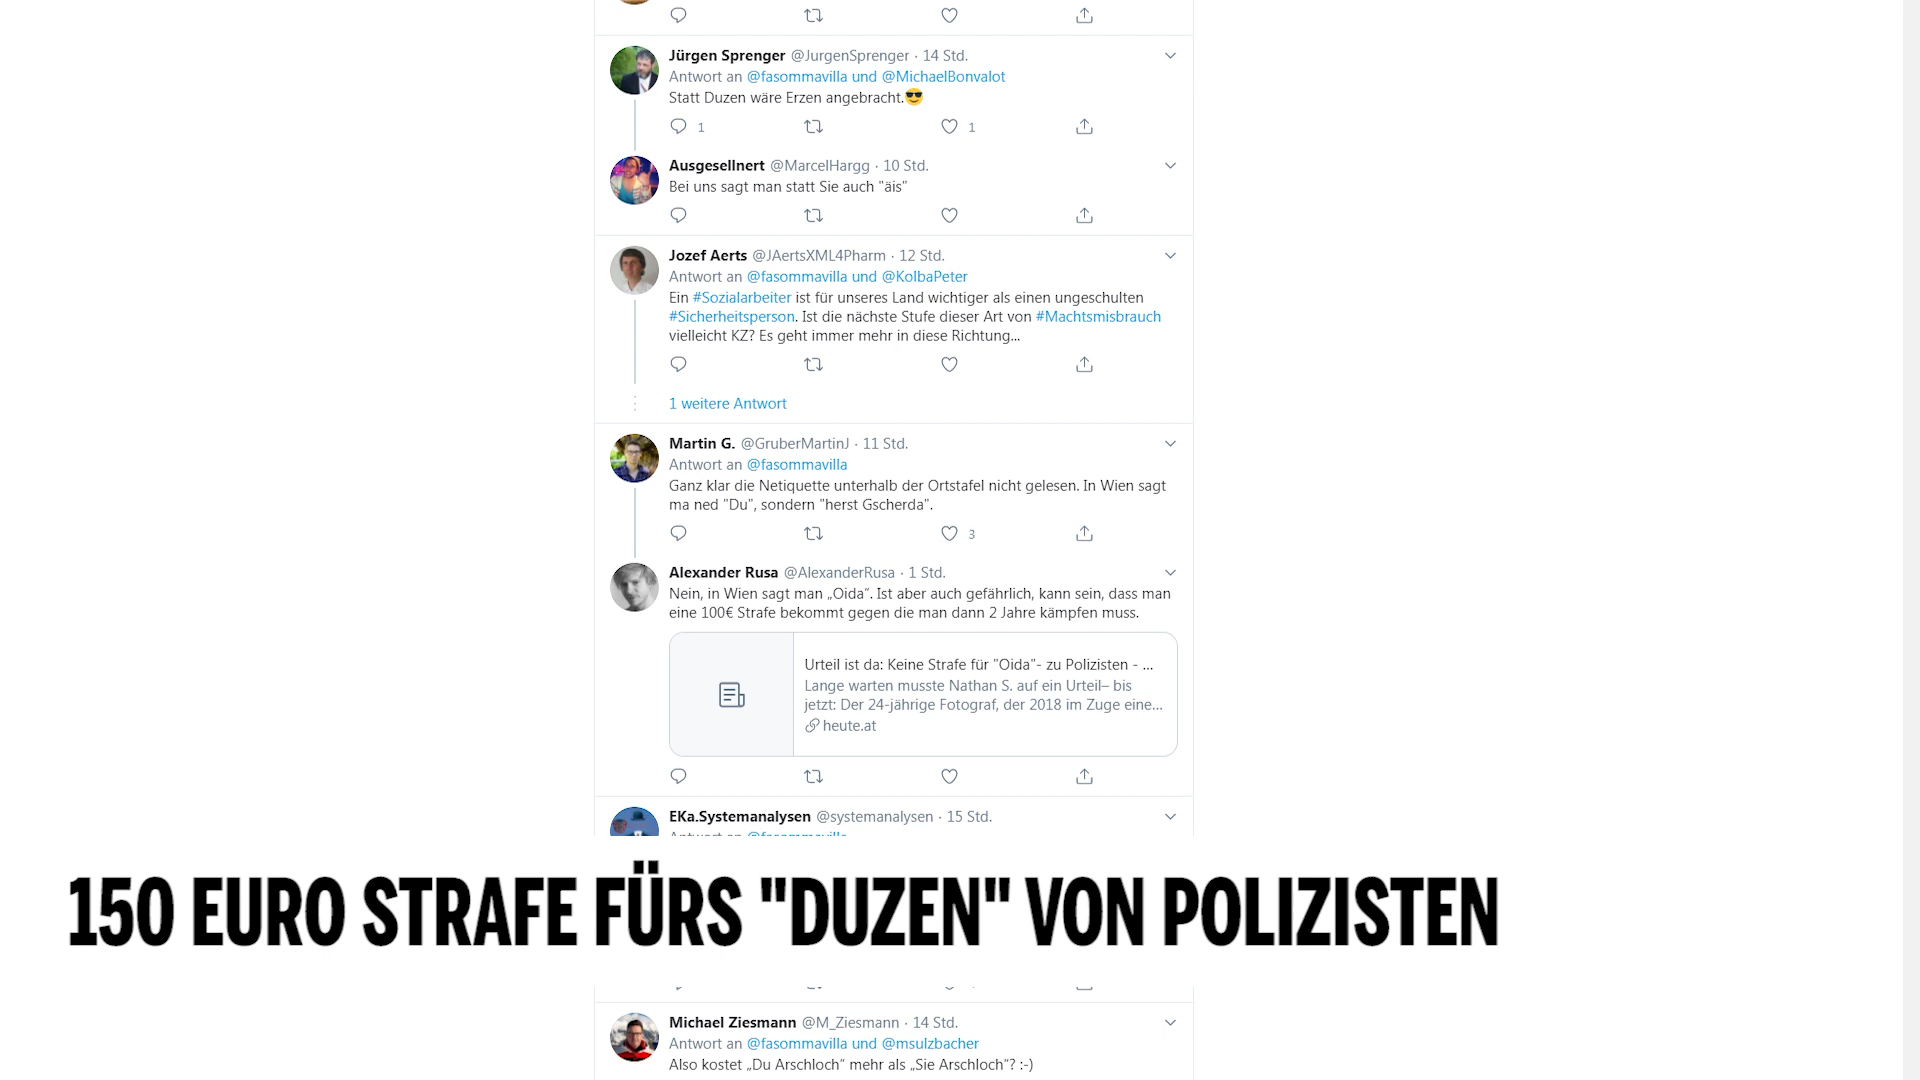 Jürgen Sprenger @JurgenSprenger · 14 Std.
Antwort an @fasommavilla und @MichaelBonvalot
Statt Duzen wäre Erzen angebracht.😎
1 1
Ausgesellnert @MarcelHargg · 10 Std.
Bei uns sagt man statt Sie auch "äis"
Jozef Aerts @JAertsXML4Pharm · 12 Std.
Antwort an @fasommavilla und @KolbaPeter
Ein #Sozialarbeiter ist für unseres Land wichtiger als einen ungeschulten
#Sicherheitsperson. Ist die nächste Stufe dieser Art von #Machtsmisbrauch
vielleicht KZ? Es geht immer mehr in diese Richtung...
1 weitere Antwort
Martin G. @GruberMartinJ · 11 Std.
Antwort an @fasommavilla
Ganz klar die Netiquette unterhalb der Ortstafel nicht gelesen. In Wien sagt
ma ned "Du", sondern "herst Gscherda".
3
Alexander Rusa @AlexanderRusa · 1 Std.
Nein, in Wien sagt man „Oida“. Ist aber auch gefährlich, kann sein, dass man
eine 100€ Strafe bekommt gegen die man dann 2 Jahre kämpfen muss.
Urteil ist da: Keine Strafe für "Oida"- zu Polizisten - ...
Lange warten musste Nathan S. auf ein Urteil– bis
jetzt: Der 24-jährige Fotograf, der 2018 im Zuge eine...
heute.at
EKa.Systemanalysen @systemanalysen · 15 Std.
Antwort an @fasommavilla
150 EURO STRAFE FÜRS "DUZEN" VON POLIZISTEN
Michael Ziesmann @M_Ziesmann · 14 Std.
Antwort an @fasommavilla und @msulzbacher
Also kostet „Du Arschloch“ mehr als „Sie Arschloch“? :-)